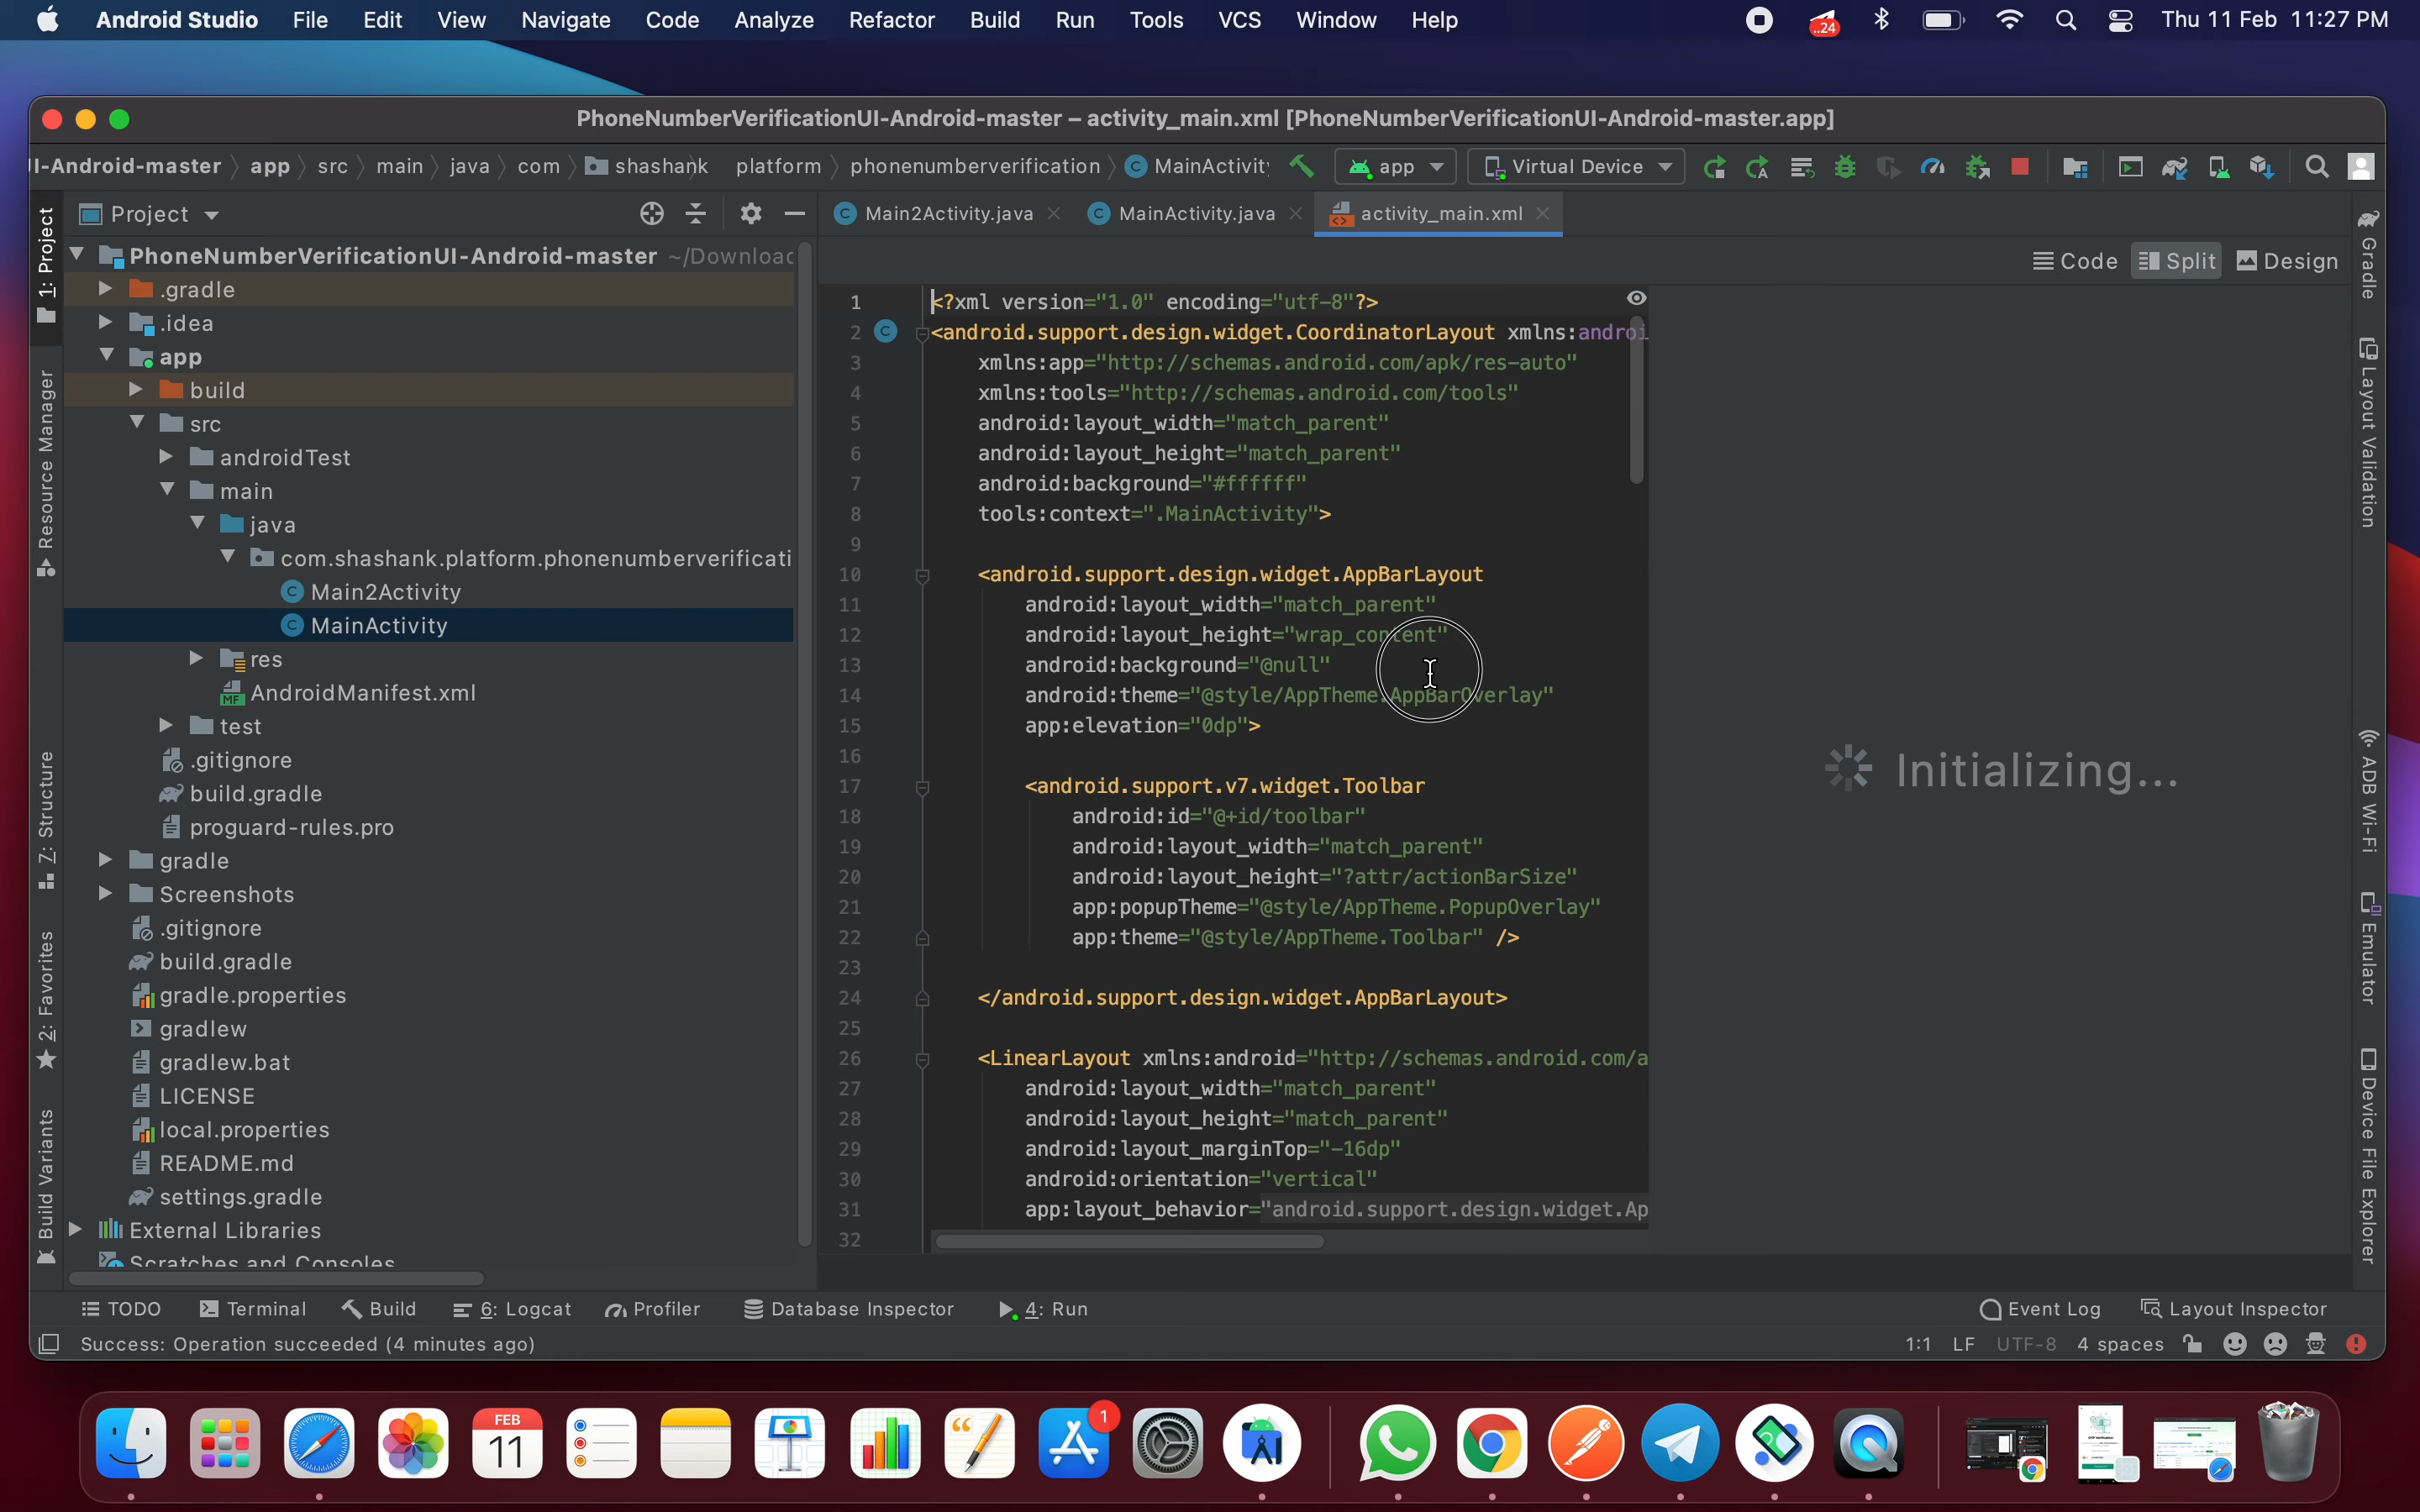 Android Studio File Edit View Navigate Code Analyze Refactor Build Run Tools VCS Window Help ..24 Thu 11 Feb 11:27 PM
PhoneNumberVerificationUI-Android-master – activity_main.xml [PhoneNumberVerificationUI-Android-master.app]
I-Android-master app src main java com shashank platform phonenumberverification MainActivity app Virtual Device
Project
Main2Activity.java MainActivity.java activity_main.xml
Code Split Design
PhoneNumberVerificationUI-Android-master ~/Downloac
.gradle
.idea
app
build
src
androidTest
main
java
com.shashank.platform.phonenumberverificati
Main2Activity
MainActivity
res
MF AndroidManifest.xml
test
.gitignore
build.gradle
proguard-rules.pro
gradle
Screenshots
.gitignore
build.gradle
gradle.properties
gradlew
gradlew.bat
LICENSE
local.properties
README.md
settings.gradle
External Libraries
Scratches and Consoles
1 <?xml version="1.0" encoding="utf-8"?>
2 <android.support.design.widget.CoordinatorLayout xmlns:androi
3 xmlns:app="http://schemas.android.com/apk/res-auto"
4 xmlns:tools="http://schemas.android.com/tools"
5 android:layout_width="match_parent"
6 android:layout_height="match_parent"
7 android:background="#ffffff"
8 tools:context=".MainActivity">
9
10 <android.support.design.widget.AppBarLayout
11 android:layout_width="match_parent"
12 android:layout_height="wrap_content"
13 android:background="@null"
14 android:theme="@style/AppTheme.AppBarOverlay"
15 app:elevation="0dp">
16
17 <android.support.v7.widget.Toolbar
18 android:id="@+id/toolbar"
19 android:layout_width="match_parent"
20 android:layout_height="?attr/actionBarSize"
21 app:popupTheme="@style/AppTheme.PopupOverlay"
22 app:theme="@style/AppTheme.Toolbar" />
23
24 </android.support.design.widget.AppBarLayout>
25
26 <LinearLayout xmlns:android="http://schemas.android.com/a
27 android:layout_width="match_parent"
28 android:layout_height="match_parent"
29 android:layout_marginTop="-16dp"
30 android:orientation="vertical"
31 app:layout_behavior="android.support.design.widget.Ap
32
Initializing...
1: Project
Resource Manager
7: Structure
2: Favorites
Build Variants
Gradle
Layout Validation
ADB Wi-Fi
Emulator
Device File Explorer
TODO Terminal Build 6: Logcat Profiler Database Inspector 4: Run Event Log Layout Inspector
Success: Operation succeeded (4 minutes ago) 1:1 LF UTF-8 4 spaces
FEB
11
1